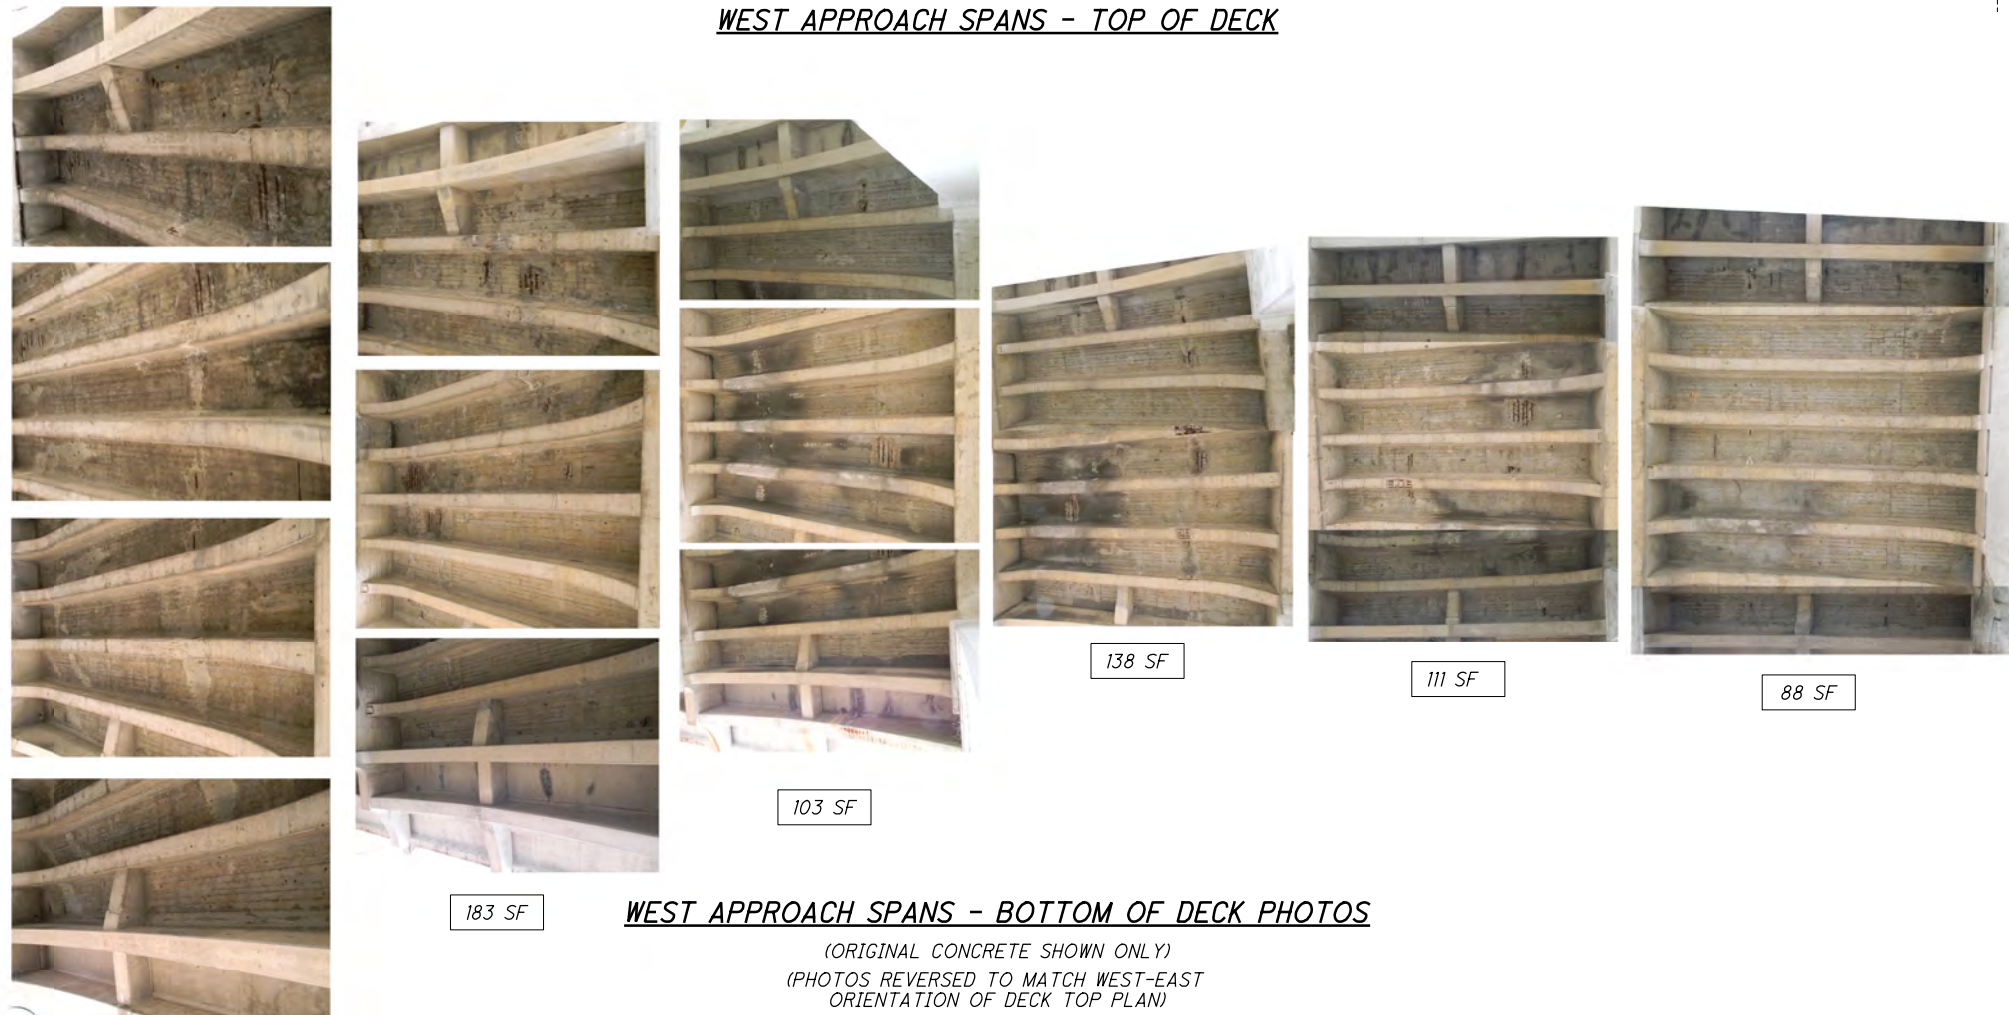 WEST APPROACH SPANS - TOP OF DECK
138 SF
111 SF
88 SF
103 SF
183 SF
WEST APPROACH SPANS - BOTTOM OF DECK PHOTOS
(ORIGINAL CONCRETE SHOWN ONLY)
(PHOTOS REVERSED TO MATCH WEST-EAST
ORIENTATION OF DECK TOP PLAN)